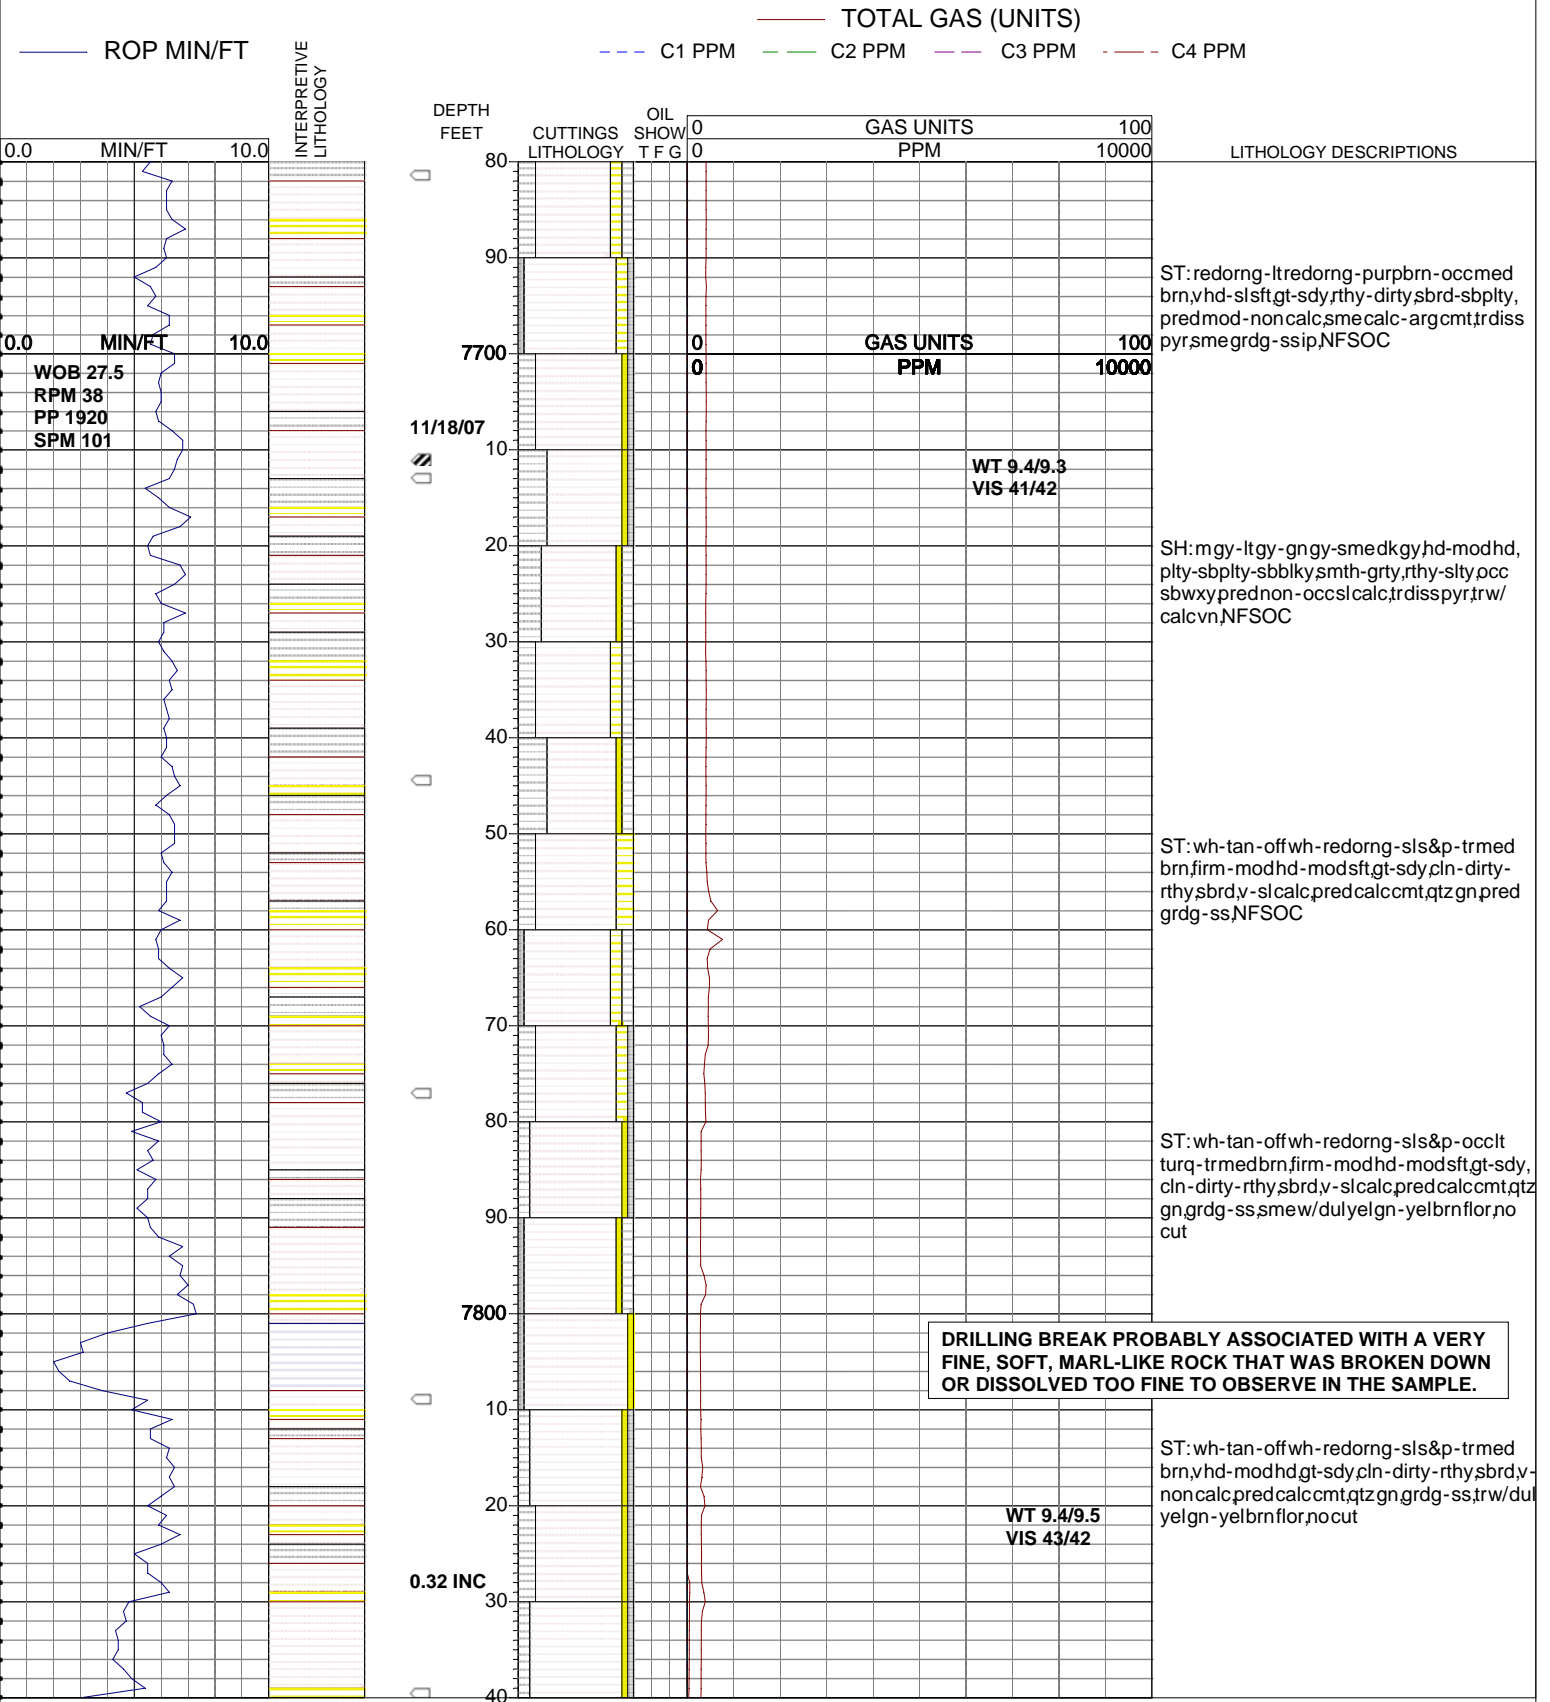 TOTAL GAS (UNITS)
ROP MIN/FT
C1 PPM
C2 PPM
C3 PPM
C4 PPM
INTERPRETIVE
LITHOLOGY
DEPTH
FEET
CUTTINGS
LITHOLOGY
OIL
SHOW
T F G
0 GAS UNITS 100
0.0 MIN/FT 10.0
0 PPM 10000
LITHOLOGY DESCRIPTIONS
80
90
ST:redorng-ltredorng-purpbrn-occmed
brn,vhd-slsft,gt-sdy,rthy-dirty,sbrd-sbplty,
predmod-noncalc,smecalc-argcmt,trdiss
pyr,smegrdg-ssip,NFSOC
0.0 MIN/FT 10.0
7700
0 GAS UNITS 100
0 PPM 10000
WOB 27.5
RPM 38
PP 1920
SPM 101
11/18/07
10
WT 9.4/9.3
VIS 41/42
20
SH:mgy-ltgy-gngy-smedkgy,hd-modhd,
plty-sbplty-sbblky,smth-grty,rthy-slty,occ
sbwxy,prednon-occslcalc,trdisspyr,trw/
calcvn,NFSOC
30
40
50
ST:wh-tan-offwh-redorng-sls&p-trmed
brn,firm-modhd-modsft,gt-sdy,cln-dirty-
rthy,sbrd,v-slcalc,predcalccmt,qtzgn,pred
grdg-ss,NFSOC
60
70
80
ST:wh-tan-offwh-redorng-sls&p-occlt
turq-trmedbrn,firm-modhd-modsft,gt-sdy,
cln-dirty-rthy,sbrd,v-slcalc,predcalccmt,qtz
gn,grdg-ss,smew/dulyelgn-yelbrnflor,no
cut
90
7800
DRILLING BREAK PROBABLY ASSOCIATED WITH A VERY
FINE, SOFT, MARL-LIKE ROCK THAT WAS BROKEN DOWN
OR DISSOLVED TOO FINE TO OBSERVE IN THE SAMPLE.
10
ST:wh-tan-offwh-redorng-sls&p-trmed
brn,vhd-modhd,gt-sdy,cln-dirty-rthy,sbrd,v-
noncalc,predcalccmt,qtzgn,grdg-ss,trw/dul
yelgn-yelbrnflor,nocut
20
WT 9.4/9.5
VIS 43/42
0.32 INC
30
40